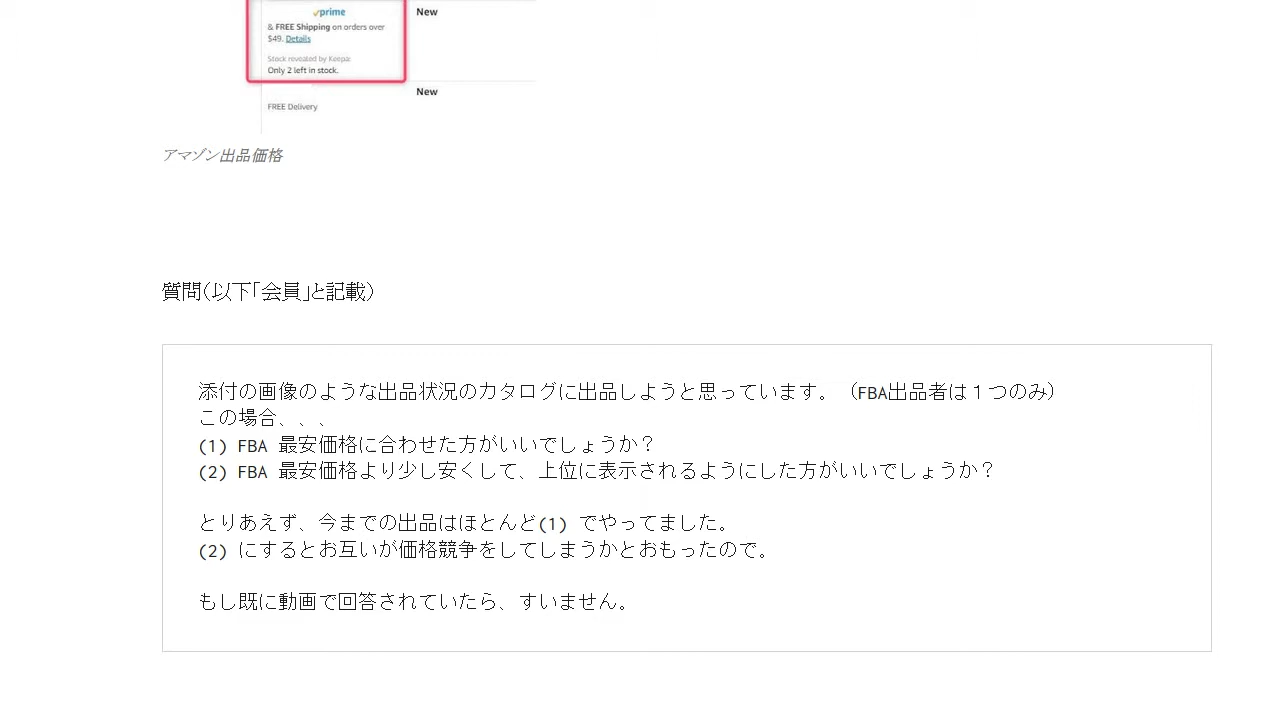 prime
New
& FREE Shipping on orders over
$49. Details
Stock revealed by Keepa:
Only 2 left in stock.
New
FREE Delivery
アマゾン出品価格
質問(以下「会員」と記載)
添付の画像のような出品状況のカタログに出品しようと思っています。（FBA出品者は１つのみ）
この場合、、、
(1) FBA 最安価格に合わせた方がいいでしょうか？
(2) FBA 最安価格より少し安くして、上位に表示されるようにした方がいいでしょうか？
とりあえず、今までの出品はほとんど(1) でやってました。
(2) にするとお互いが価格競争をしてしまうかとおもったので。
もし既に動画で回答されていたら、すいません。